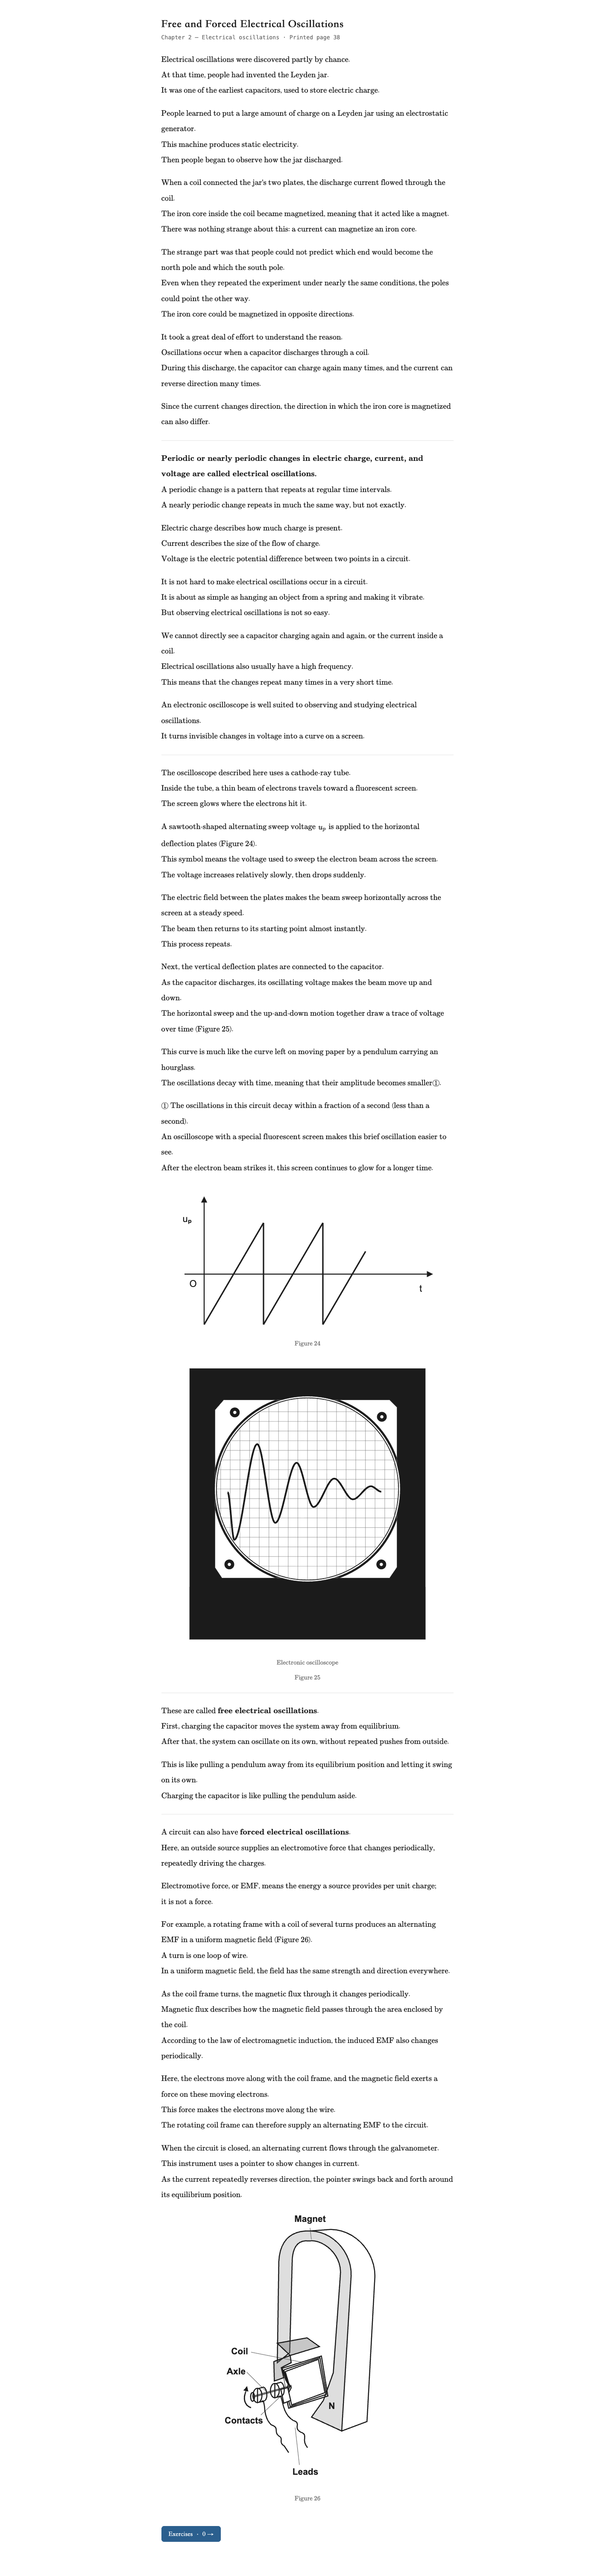 Free and Forced Electrical Oscillations
Chapter 2 — Electrical oscillations · Printed page 38
Electrical oscillations were discovered partly by chance.
At that time, people had invented the Leyden jar.
It was one of the earliest capacitors, used to store electric charge.
People learned to put a large amount of charge on a Leyden jar using an electrostatic
generator.
This machine produces static electricity.
Then people began to observe how the jar discharged.
When a coil connected the jar's two plates, the discharge current flowed through the
coil.
The iron core inside the coil became magnetized, meaning that it acted like a magnet.
There was nothing strange about this: a current can magnetize an iron core.
The strange part was that people could not predict which end would become the
north pole and which the south pole.
Even when they repeated the experiment under nearly the same conditions, the poles
could point the other way.
The iron core could be magnetized in opposite directions.
It took a great deal of effort to understand the reason.
Oscillations occur when a capacitor discharges through a coil.
During this discharge, the capacitor can charge again many times, and the current can
reverse direction many times.
Since the current changes direction, the direction in which the iron core is magnetized
can also differ.
Periodic or nearly periodic changes in electric charge, current, and
voltage are called electrical oscillations.
A periodic change is a pattern that repeats at regular time intervals.
A nearly periodic change repeats in much the same way, but not exactly.
Electric charge describes how much charge is present.
Current describes the size of the flow of charge.
Voltage is the electric potential difference between two points in a circuit.
It is not hard to make electrical oscillations occur in a circuit.
It is about as simple as hanging an object from a spring and making it vibrate.
But observing electrical oscillations is not so easy.
We cannot directly see a capacitor charging again and again, or the current inside a
coil.
Electrical oscillations also usually have a high frequency.
This means that the changes repeat many times in a very short time.
An electronic oscilloscope is well suited to observing and studying electrical
oscillations.
It turns invisible changes in voltage into a curve on a screen.
The oscilloscope described here uses a cathode-ray tube.
Inside the tube, a thin beam of electrons travels toward a fluorescent screen.
The screen glows where the electrons hit it.
A sawtooth-shaped alternating sweep voltage uₚ is applied to the horizontal
deflection plates (Figure 24).
This symbol means the voltage used to sweep the electron beam across the screen.
The voltage increases relatively slowly, then drops suddenly.
The electric field between the plates makes the beam sweep horizontally across the
screen at a steady speed.
The beam then returns to its starting point almost instantly.
This process repeats.
Next, the vertical deflection plates are connected to the capacitor.
As the capacitor discharges, its oscillating voltage makes the beam move up and
down.
The horizontal sweep and the up-and-down motion together draw a trace of voltage
over time (Figure 25).
This curve is much like the curve left on moving paper by a pendulum carrying an
hourglass.
The oscillations decay with time, meaning that their amplitude becomes smaller①.
① The oscillations in this circuit decay within a fraction of a second (less than a
second).
An oscilloscope with a special fluorescent screen makes this brief oscillation easier to
see.
After the electron beam strikes it, this screen continues to glow for a longer time.
uₚ
O
t
Figure 24
Electronic oscilloscope
Figure 25
These are called free electrical oscillations.
First, charging the capacitor moves the system away from equilibrium.
After that, the system can oscillate on its own, without repeated pushes from outside.
This is like pulling a pendulum away from its equilibrium position and letting it swing
on its own.
Charging the capacitor is like pulling the pendulum aside.
A circuit can also have forced electrical oscillations.
Here, an outside source supplies an electromotive force that changes periodically,
repeatedly driving the charges.
Electromotive force, or EMF, means the energy a source provides per unit charge;
it is not a force.
For example, a rotating frame with a coil of several turns produces an alternating
EMF in a uniform magnetic field (Figure 26).
A turn is one loop of wire.
In a uniform magnetic field, the field has the same strength and direction everywhere.
As the coil frame turns, the magnetic flux through it changes periodically.
Magnetic flux describes how the magnetic field passes through the area enclosed by
the coil.
According to the law of electromagnetic induction, the induced EMF also changes
periodically.
Here, the electrons move along with the coil frame, and the magnetic field exerts a
force on these moving electrons.
This force makes the electrons move along the wire.
The rotating coil frame can therefore supply an alternating EMF to the circuit.
When the circuit is closed, an alternating current flows through the galvanometer.
This instrument uses a pointer to show changes in current.
As the current repeatedly reverses direction, the pointer swings back and forth around
its equilibrium position.
Magnet
Coil
Axle
N
Contacts
Leads
Figure 26
Exercises · 0 →